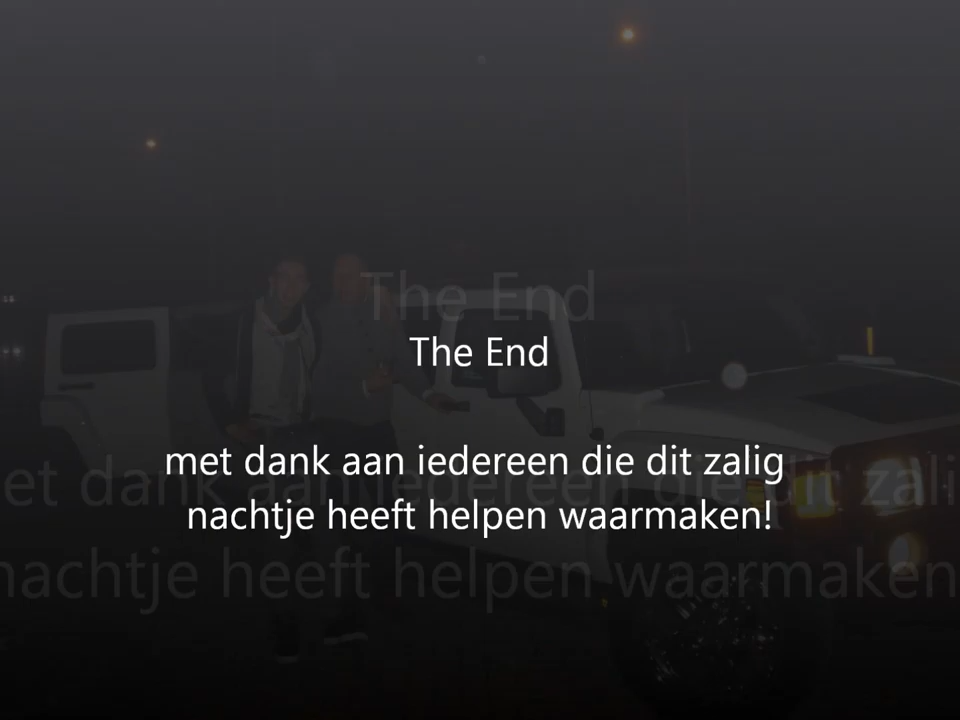 The End
met dank aan iedereen die dit zalig
nachtje heeft helpen waarmaken!